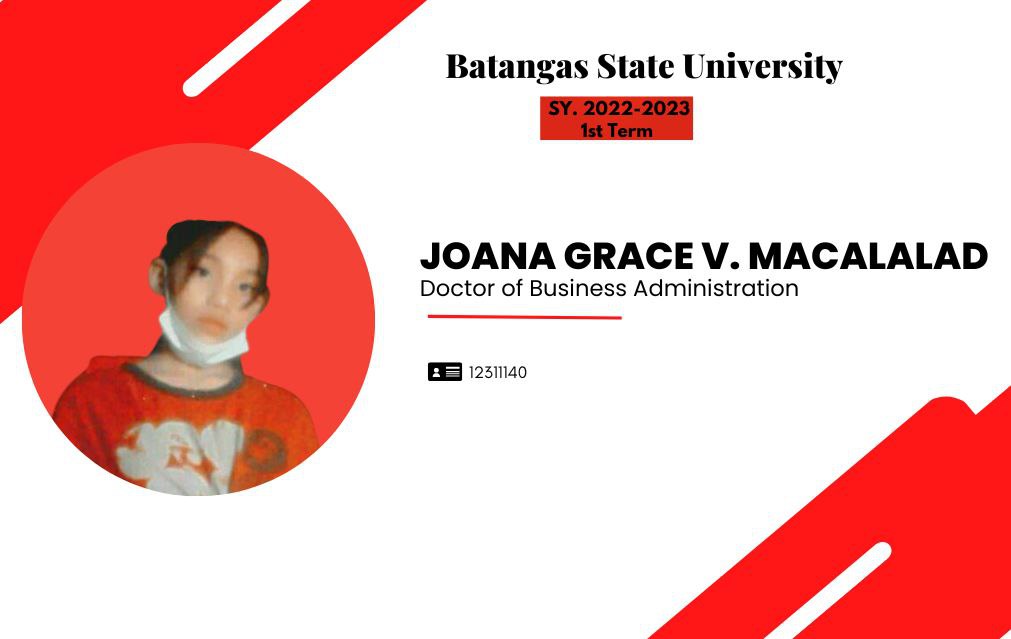 Batangas State University
SY. 2022-2023
1st Term
JOANA GRACE V. MACALALAD
Doctor of Business Administration
12311140